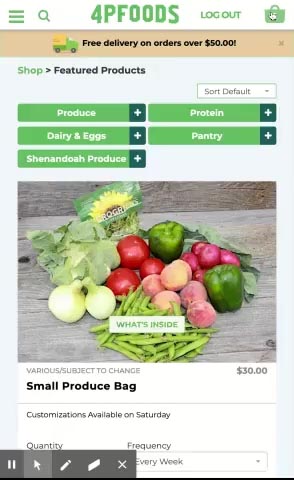 4PFOODS
LOG OUT
Free delivery on orders over $50.00!
×
Shop > Featured Products
Sort Default
Produce +
Protein +
Dairy & Eggs +
Pantry +
Shenandoah Produce +
WHAT'S INSIDE
VARIOUS/SUBJECT TO CHANGE
$30.00
Small Produce Bag
Customizations Available on Saturday
Quantity
Frequency
Every Week